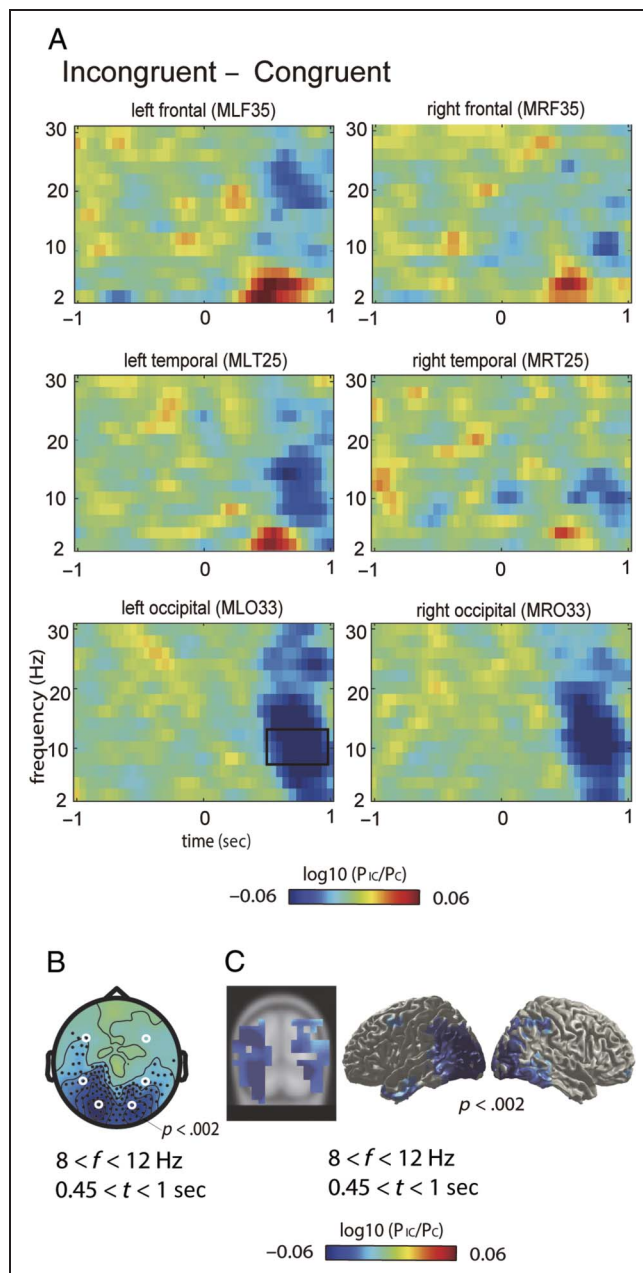 A
Incongruent – Congruent
left frontal (MLF35)
right frontal (MRF35)
30
20
10
2
−1
0
1
30
20
10
2
−1
0
1
left temporal (MLT25)
right temporal (MRT25)
30
20
10
2
−1
0
1
30
20
10
2
−1
0
1
left occipital (MLO33)
right occipital (MRO33)
frequency (Hz)
30
20
10
2
−1
0
1
time (sec)
30
20
10
2
−1
0
1
log10 (PIC/PC)
−0.06
0.06
B
C
p < .002
p < .002
8 < f < 12 Hz
0.45 < t < 1 sec
8 < f < 12 Hz
0.45 < t < 1 sec
log10 (PIC/PC)
−0.06
0.06